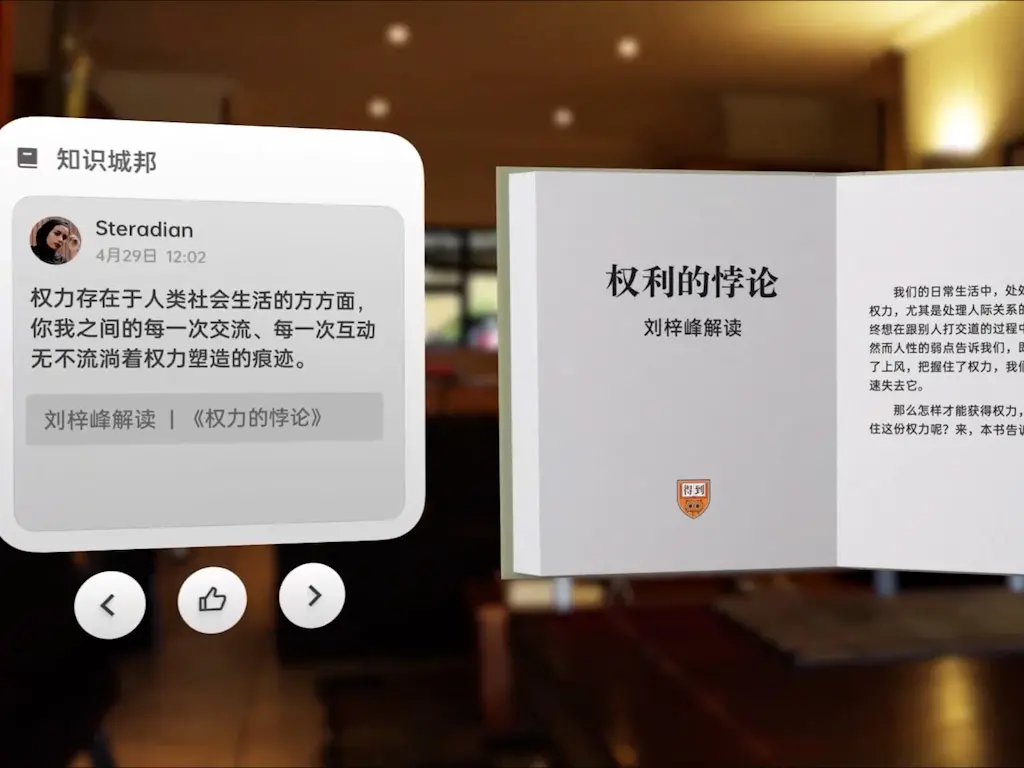 知识城邦
Steradian
4月29日 12:02
权力存在于人类社会生活的方方面，
你我之间的每一次交流、每一次互动
无不流淌着权力塑造的痕迹。
刘梓峰解读 | 《权力的悖论》
权利的悖论
刘梓峰解读
得到
我们的日常生活中，处处
权力，尤其是处理人际关系的
终想在跟别人打交道的过程中
然而人性的弱点告诉我们，
了上风，把握住了权力，我们
速失去它。
那么怎样才能获得权力，
住这份权力呢？来，本书告诉